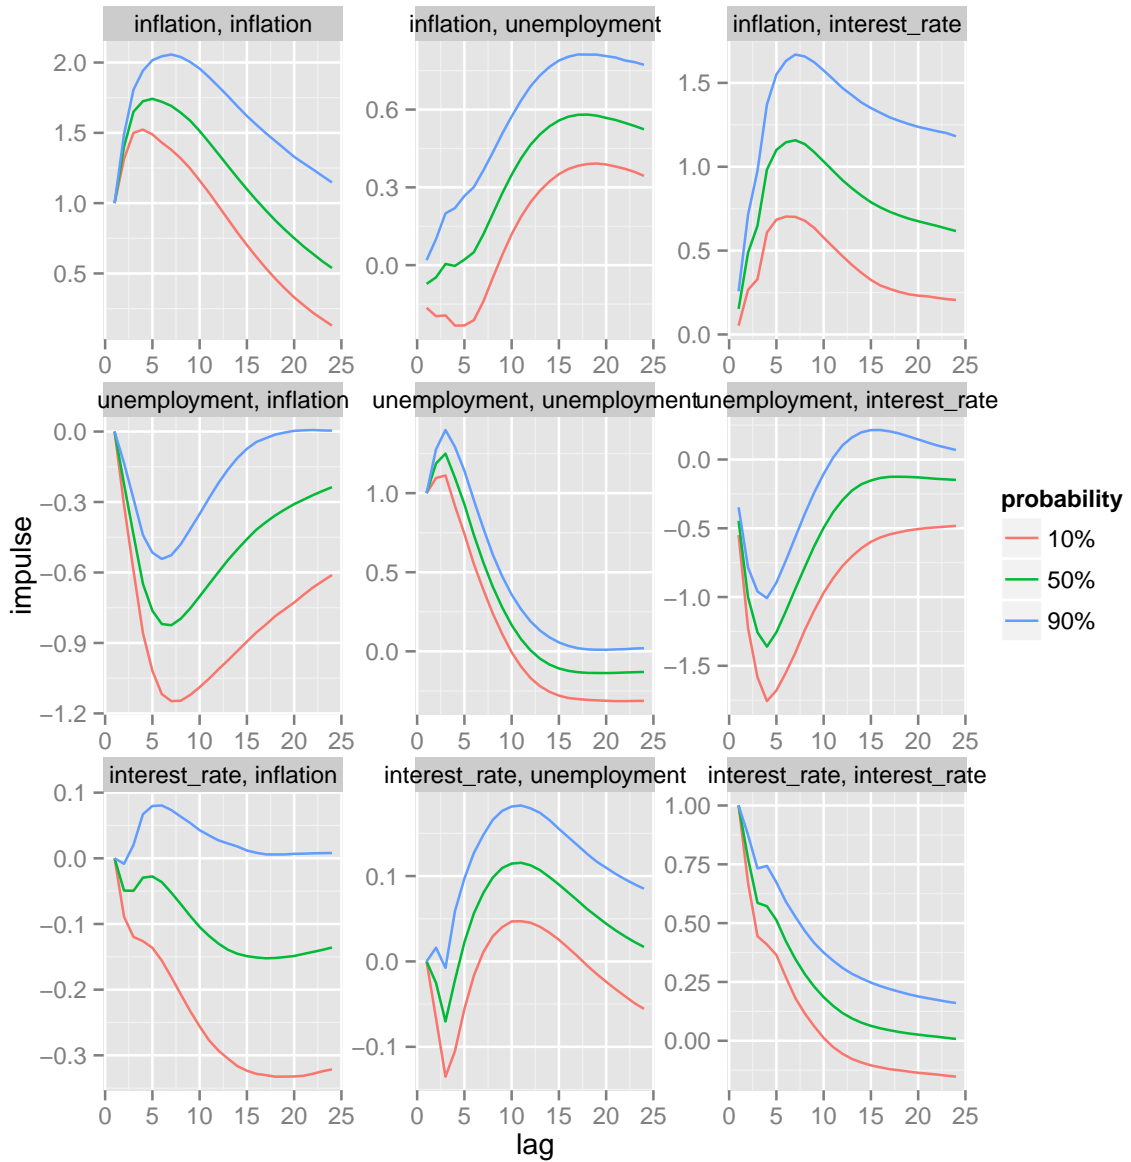 inflation, inflation
inflation, unemployment
inflation, interest_rate
2.0
1.5
1.0
0.5
0 5 10 15 20 25
0.6
0.3
0.0
0 5 10 15 20 25
1.5
1.0
0.5
0.0
0 5 10 15 20 25
unemployment, inflation
unemployment, unemployment
unemployment, interest_rate
0.0
−0.3
−0.6
−0.9
−1.2
0 5 10 15 20 25
1.0
0.5
0.0
0 5 10 15 20 25
0.0
−0.5
−1.0
−1.5
0 5 10 15 20 25
interest_rate, inflation
interest_rate, unemployment
interest_rate, interest_rate
0.1
0.0
−0.1
−0.2
−0.3
0 5 10 15 20 25
0.1
0.0
−0.1
0 5 10 15 20 25
1.00
0.75
0.50
0.25
0.00
0 5 10 15 20 25
impulse
lag
probability
10%
50%
90%